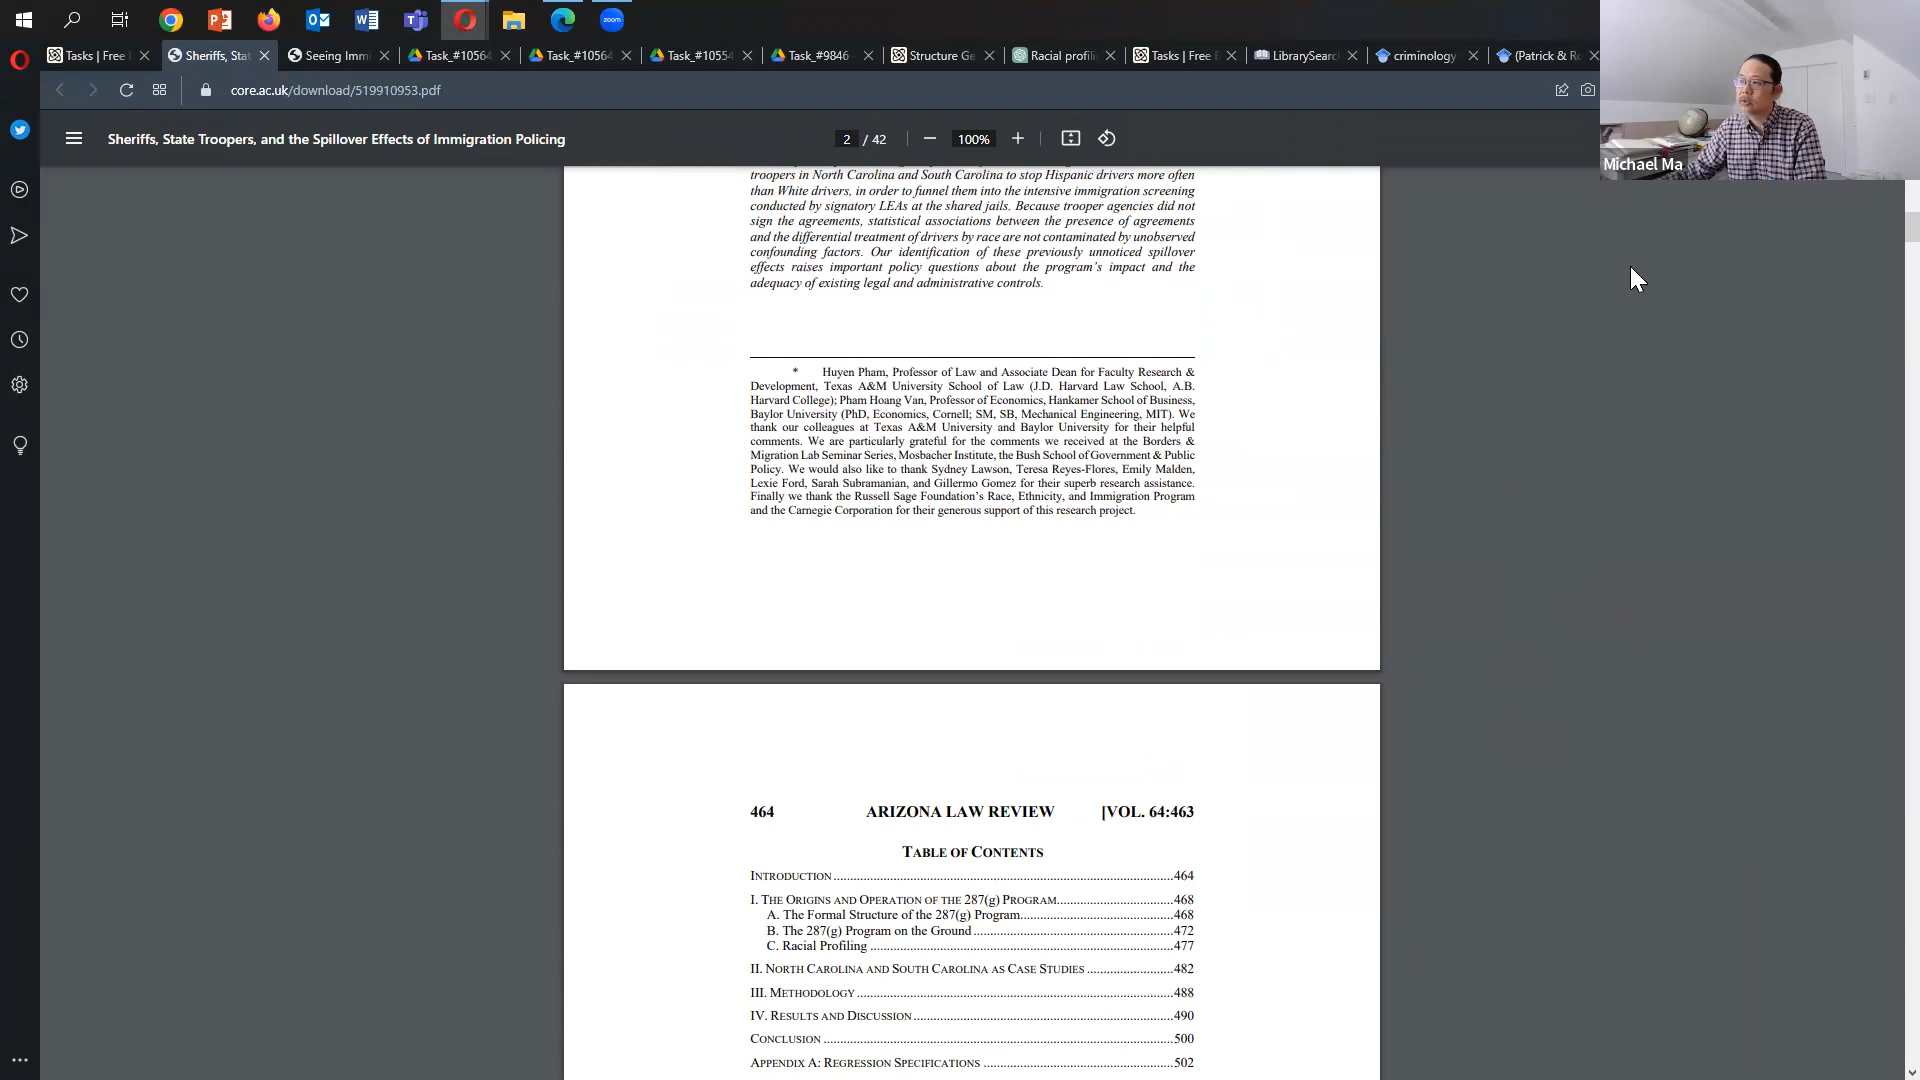 zoom
Tasks | Free
Sheriffs, Stat
Seeing Immi
Task_#10564
Task_#10564
Task_#10554
Task_#9846
Structure Ge
Racial profili
Tasks | Free
LibrarySearc
criminology
(Patrick & Ro
core.ac.uk/download/519910953.pdf
Sheriffs, State Troopers, and the Spillover Effects of Immigration Policing
2 / 42
100%
Michael Ma
troopers in North Carolina and South Carolina to stop Hispanic drivers more often
than White drivers, in order to funnel them into the intensive immigration screening
conducted by signatory LEAs at the shared jails. Because trooper agencies did not
sign the agreements, statistical associations between the presence of agreements
and the differential treatment of drivers by race are not contaminated by unobserved
confounding factors. Our identification of these previously unnoticed spillover
effects raises important policy questions about the program's impact and the
adequacy of existing legal and administrative controls.
* Huyen Pham, Professor of Law and Associate Dean for Faculty Research &
Development, Texas A&M University School of Law (J.D. Harvard Law School, A.B.
Harvard College); Pham Hoang Van, Professor of Economics, Hankamer School of Business,
Baylor University (PhD, Economics, Cornell; SM, SB, Mechanical Engineering, MIT). We
thank our colleagues at Texas A&M University and Baylor University for their helpful
comments. We are particularly grateful for the comments we received at the Borders &
Migration Lab Seminar Series, Mosbacher Institute, the Bush School of Government & Public
Policy. We would also like to thank Sydney Lawson, Teresa Reyes-Flores, Emily Malden,
Lexie Ford, Sarah Subramanian, and Gillermo Gomez for their superb research assistance.
Finally we thank the Russell Sage Foundation's Race, Ethnicity, and Immigration Program
and the Carnegie Corporation for their generous support of this research project.
464 ARIZONA LAW REVIEW [VOL. 64:463
TABLE OF CONTENTS
INTRODUCTION ... 464
I. THE ORIGINS AND OPERATION OF THE 287(g) PROGRAM ... 468
A. The Formal Structure of the 287(g) Program ... 468
B. The 287(g) Program on the Ground ... 472
C. Racial Profiling ... 477
II. NORTH CAROLINA AND SOUTH CAROLINA AS CASE STUDIES ... 482
III. METHODOLOGY ... 488
IV. RESULTS AND DISCUSSION ... 490
CONCLUSION ... 500
APPENDIX A: REGRESSION SPECIFICATIONS ... 502